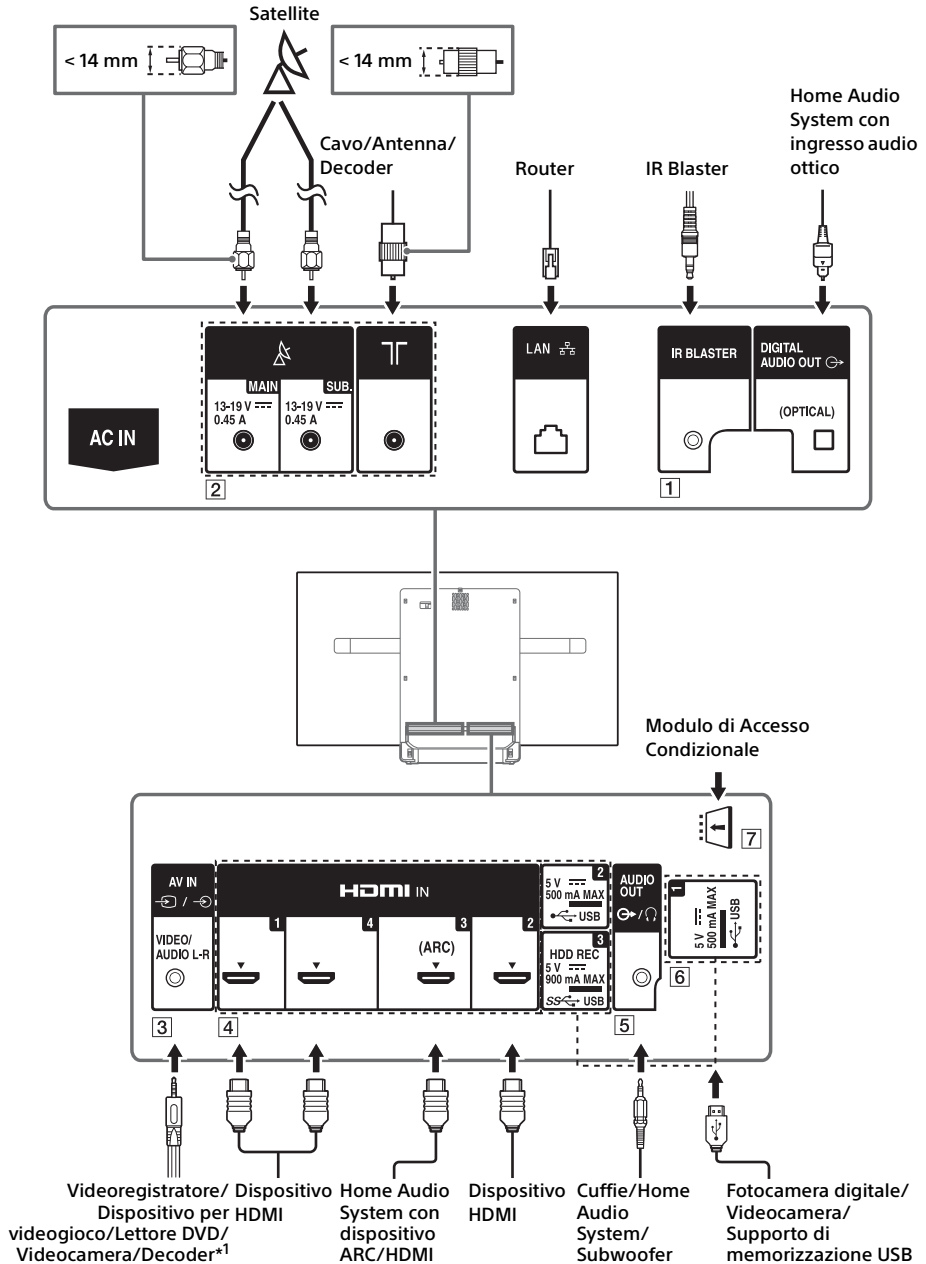 Satellite
< 14 mm
< 14 mm
Cavo/Antenna/
Decoder
Router
IR Blaster
Home Audio
System con
ingresso audio
ottico
AC IN
MAIN
13-19 V
0.45 A
SUB.
13-19 V
0.45 A
2
LAN
IR BLASTER
1
DIGITAL
AUDIO OUT
(OPTICAL)
Modulo di Accesso
Condizionale
7
AV IN
VIDEO/
AUDIO L-R
3
HDMI IN
1
4
3
(ARC)
2
4
2
5 V
500 mA MAX
USB
3
HDD REC
5 V
900 mA MAX
SS USB
AUDIO
OUT
5
1
5 V
500 mA MAX
USB
6
Videoregistratore/
Dispositivo per
videogioco/Lettore DVD/
Videocamera/Decoder*1
Dispositivo
HDMI
Home Audio
System con
dispositivo
ARC/HDMI
Dispositivo
HDMI
Cuffie/Home
Audio
System/
Subwoofer
Fotocamera digitale/
Videocamera/
Supporto di
memorizzazione USB